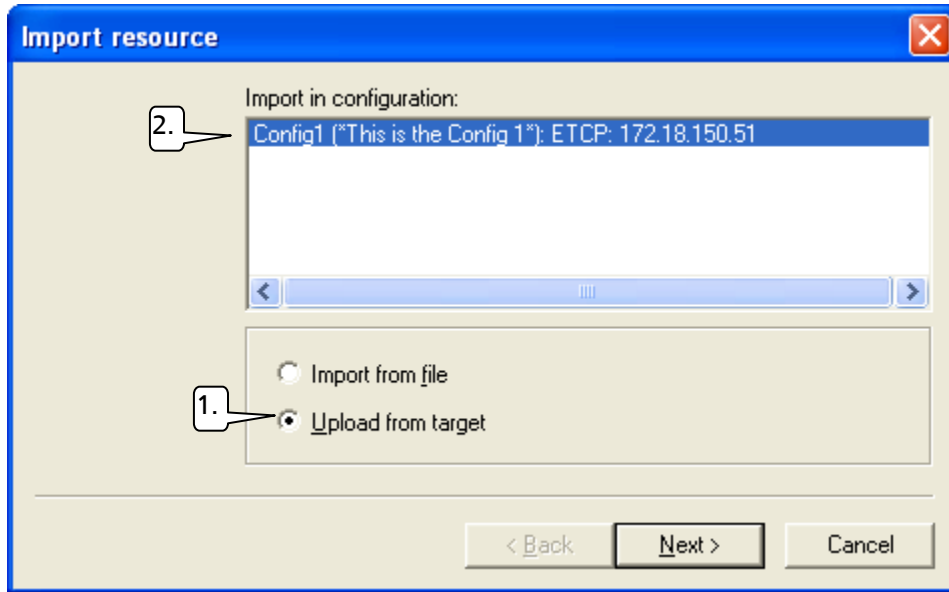 Import resource
Import in configuration:
2.
Config1 (*This is the Config 1*): ETCP: 172.18.150.51
Import from file
1.
Upload from target
< Back
Next >
Cancel